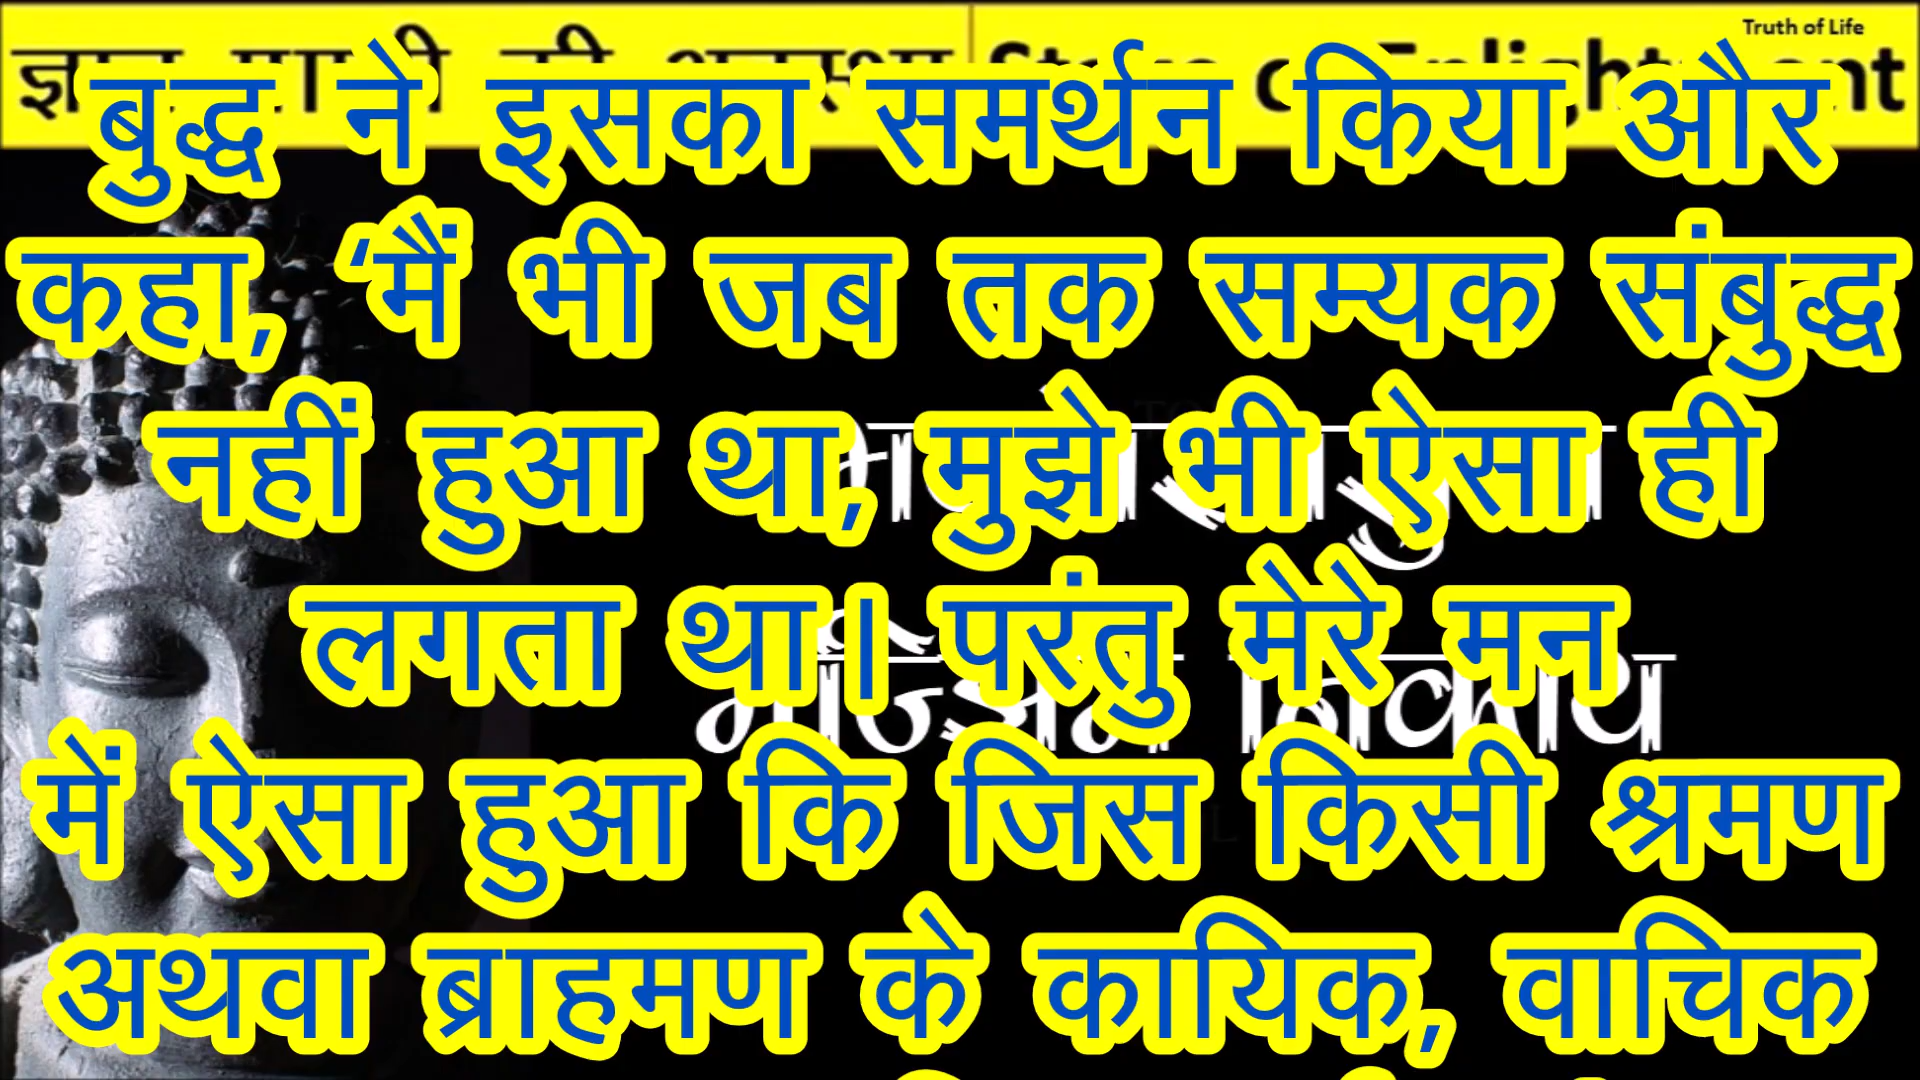 Truth of Life
बुद्ध ने इसका समर्थन किया और
कहा, ‘मैं भी जब तक सम्यक संबुद्ध
नहीं हुआ था, मुझे भी ऐसा ही
लगता था। परंतु मेरे मन
में ऐसा हुआ कि जिस किसी श्रमण
अथवा ब्राहमण के कायिक, वाचिक